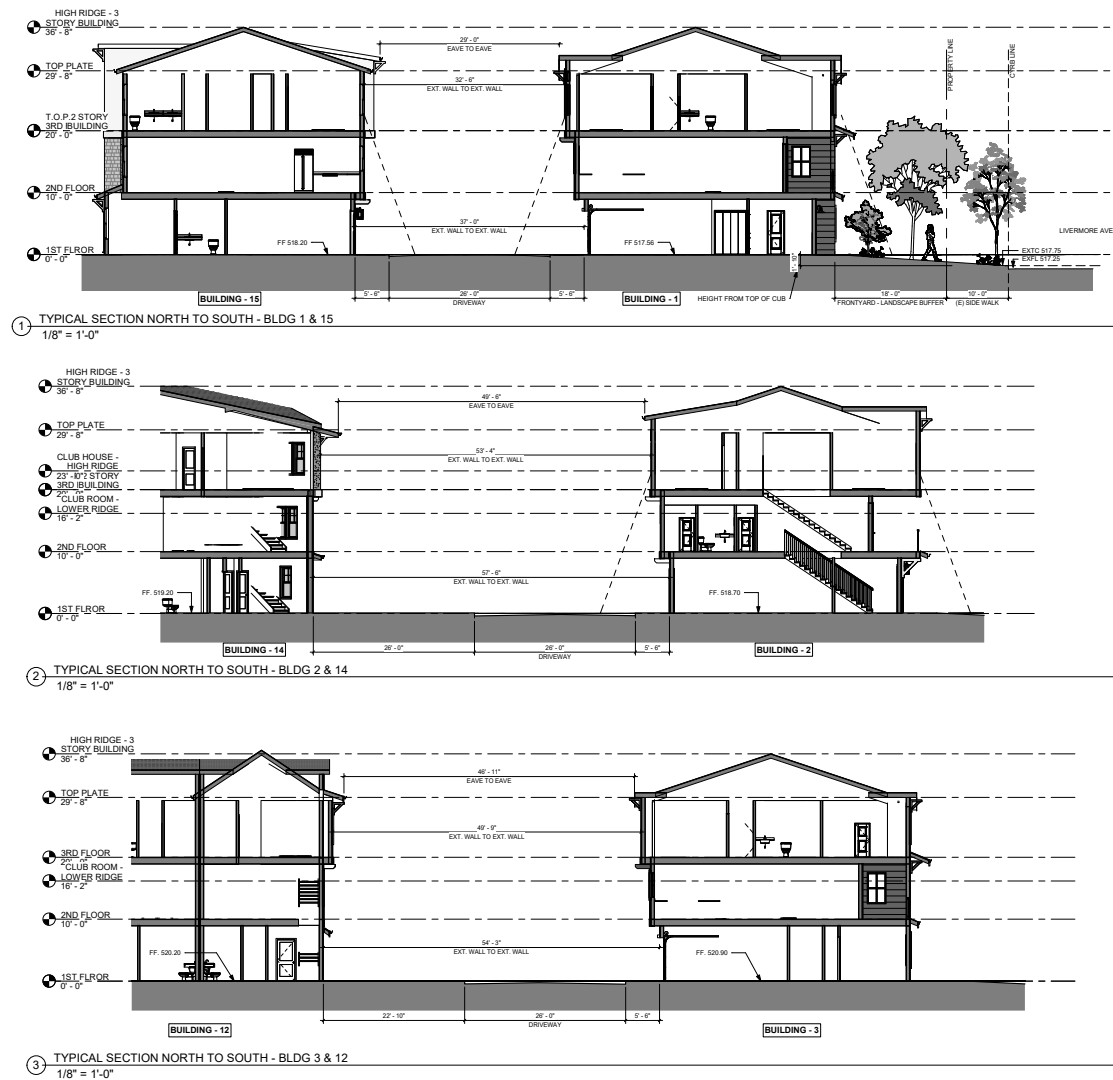 HIGH RIDGE - 3
STORY BUILDING
36' - 8"
TOP PLATE
29' - 8"
T.O.P.2 STORY
3RD IBUILDING
20' - 0"
2ND FLOOR
10' - 0"
1ST FLROR
0' - 0"
29' - 0"
EAVE TO EAVE
32' - 6"
EXT. WALL TO EXT. WALL
37' - 0"
EXT. WALL TO EXT. WALL
PROPERTY LINE
CURB LINE
LIVERMORE AVE
FF 518.20
FF 517.56
1' - 10"
EXTC 517.75
EXFL 517.25
BUILDING - 15
5' - 6"
26' - 0"
DRIVEWAY
5' - 6"
BUILDING - 1
HEIGHT FROM TOP OF CUB
18' - 0"
FRONTYARD - LANDSCAPE BUFFER
10' - 0"
(E) SIDE WALK
1
TYPICAL SECTION NORTH TO SOUTH - BLDG 1 & 15
1/8" = 1'-0"
HIGH RIDGE - 3
STORY BUILDING
36' - 8"
TOP PLATE
29' - 8"
CLUB HOUSE -
HIGH RIDGE
3RD IBUILDING
CLUB ROOM -
LOWER RIDGE
16' - 2"
2ND FLOOR
10' - 0"
1ST FLROR
0' - 0"
49' - 6"
EAVE TO EAVE
53' - 4"
EXT. WALL TO EXT. WALL
57' - 6"
EXT. WALL TO EXT. WALL
FF. 519.20
FF. 518.70
BUILDING - 14
26' - 0"
26' - 0"
DRIVEWAY
5' - 6"
BUILDING - 2
2
TYPICAL SECTION NORTH TO SOUTH - BLDG 2 & 14
1/8" = 1'-0"
HIGH RIDGE - 3
STORY BUILDING
36' - 8"
TOP PLATE
29' - 8"
3RD FLOOR
CLUB ROOM -
LOWER RIDGE
16' - 2"
2ND FLOOR
10' - 0"
1ST FLROR
0' - 0"
46' - 11"
EAVE TO EAVE
49' - 9"
EXT. WALL TO EXT. WALL
54' - 3"
EXT. WALL TO EXT. WALL
FF. 520.20
FF. 520.90
22' - 10"
26' - 0"
DRIVEWAY
5' - 6"
BUILDING - 12
BUILDING - 3
3
TYPICAL SECTION NORTH TO SOUTH - BLDG 3 & 12
1/8" = 1'-0"